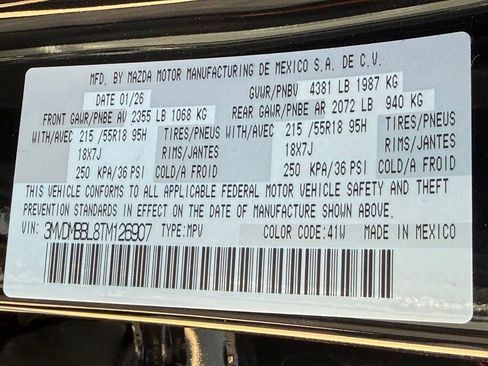 MFD. BY MAZDA MOTOR MANUFACTURING DE MEXICO S.A. DE C.V.
DATE 01/26 GVWR/PNBV 4381 LB 1987 KG
FRONT GAWR/PNBE AV 2355 LB 1068 KG REAR GAWR/PNBE AR 2072 LB 940 KG
WITH/AVEC 215 /55R18 95H TIRES/PNEUS WITH/AVEC 215 /55R18 95H TIRES/PNEUS
18X7J RIMS/JANTES 18X7J RIMS/JANTES
250 KPA/36 PSI COLD/A FROID 250 KPA/36 PSI COLD/A FROID
THIS VEHICLE CONFORMS TO ALL APPLICABLE FEDERAL MOTOR VEHICLE SAFETY AND THEFT
PREVENTION STANDARDS IN EFFECT ON THE DATE OF MANUFACTURE SHOWN ABOVE.
VIN: 3MVDMBBL8TM126907 TYPE: MPV COLOR CODE: 41W MADE IN MEXICO